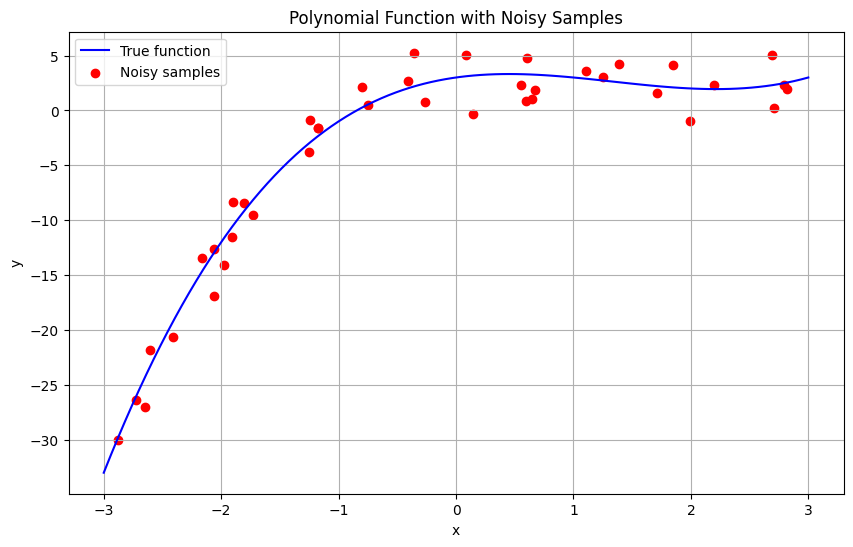 Polynomial Function with Noisy Samples
True function
Noisy samples
5
0
−5
−10
−15
−20
−25
−30
y
−3 −2 −1 0 1 2 3
x